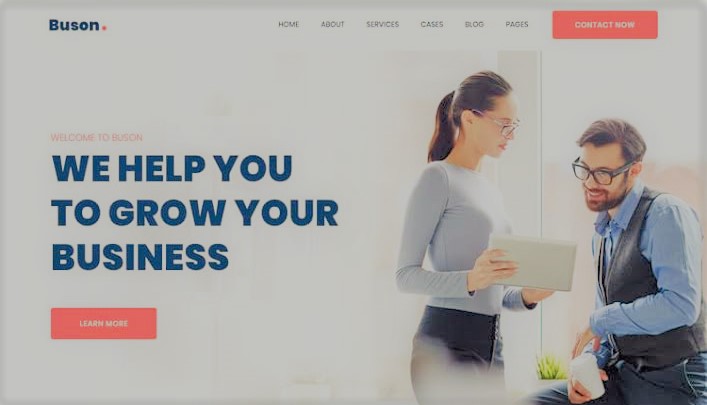 Buson.
HOME ABOUT SERVICES CASES BLOG PAGES CONTACT NOW
WELCOME TO BUSON
WE HELP YOU
TO GROW YOUR
BUSINESS
LEARN MORE